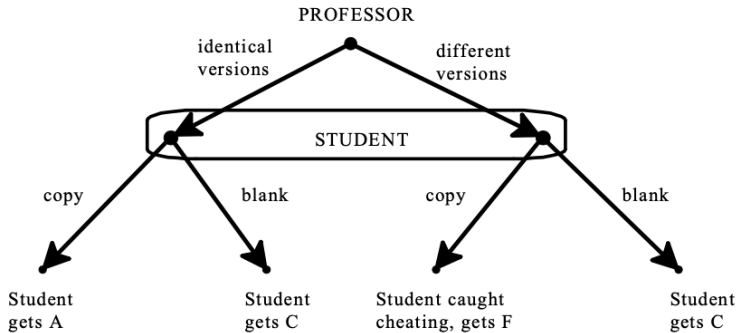 PROFESSOR
identical
versions
different
versions
STUDENT
copy
blank
copy
blank
Student
gets A
Student
gets C
Student caught
cheating, gets F
Student
gets C